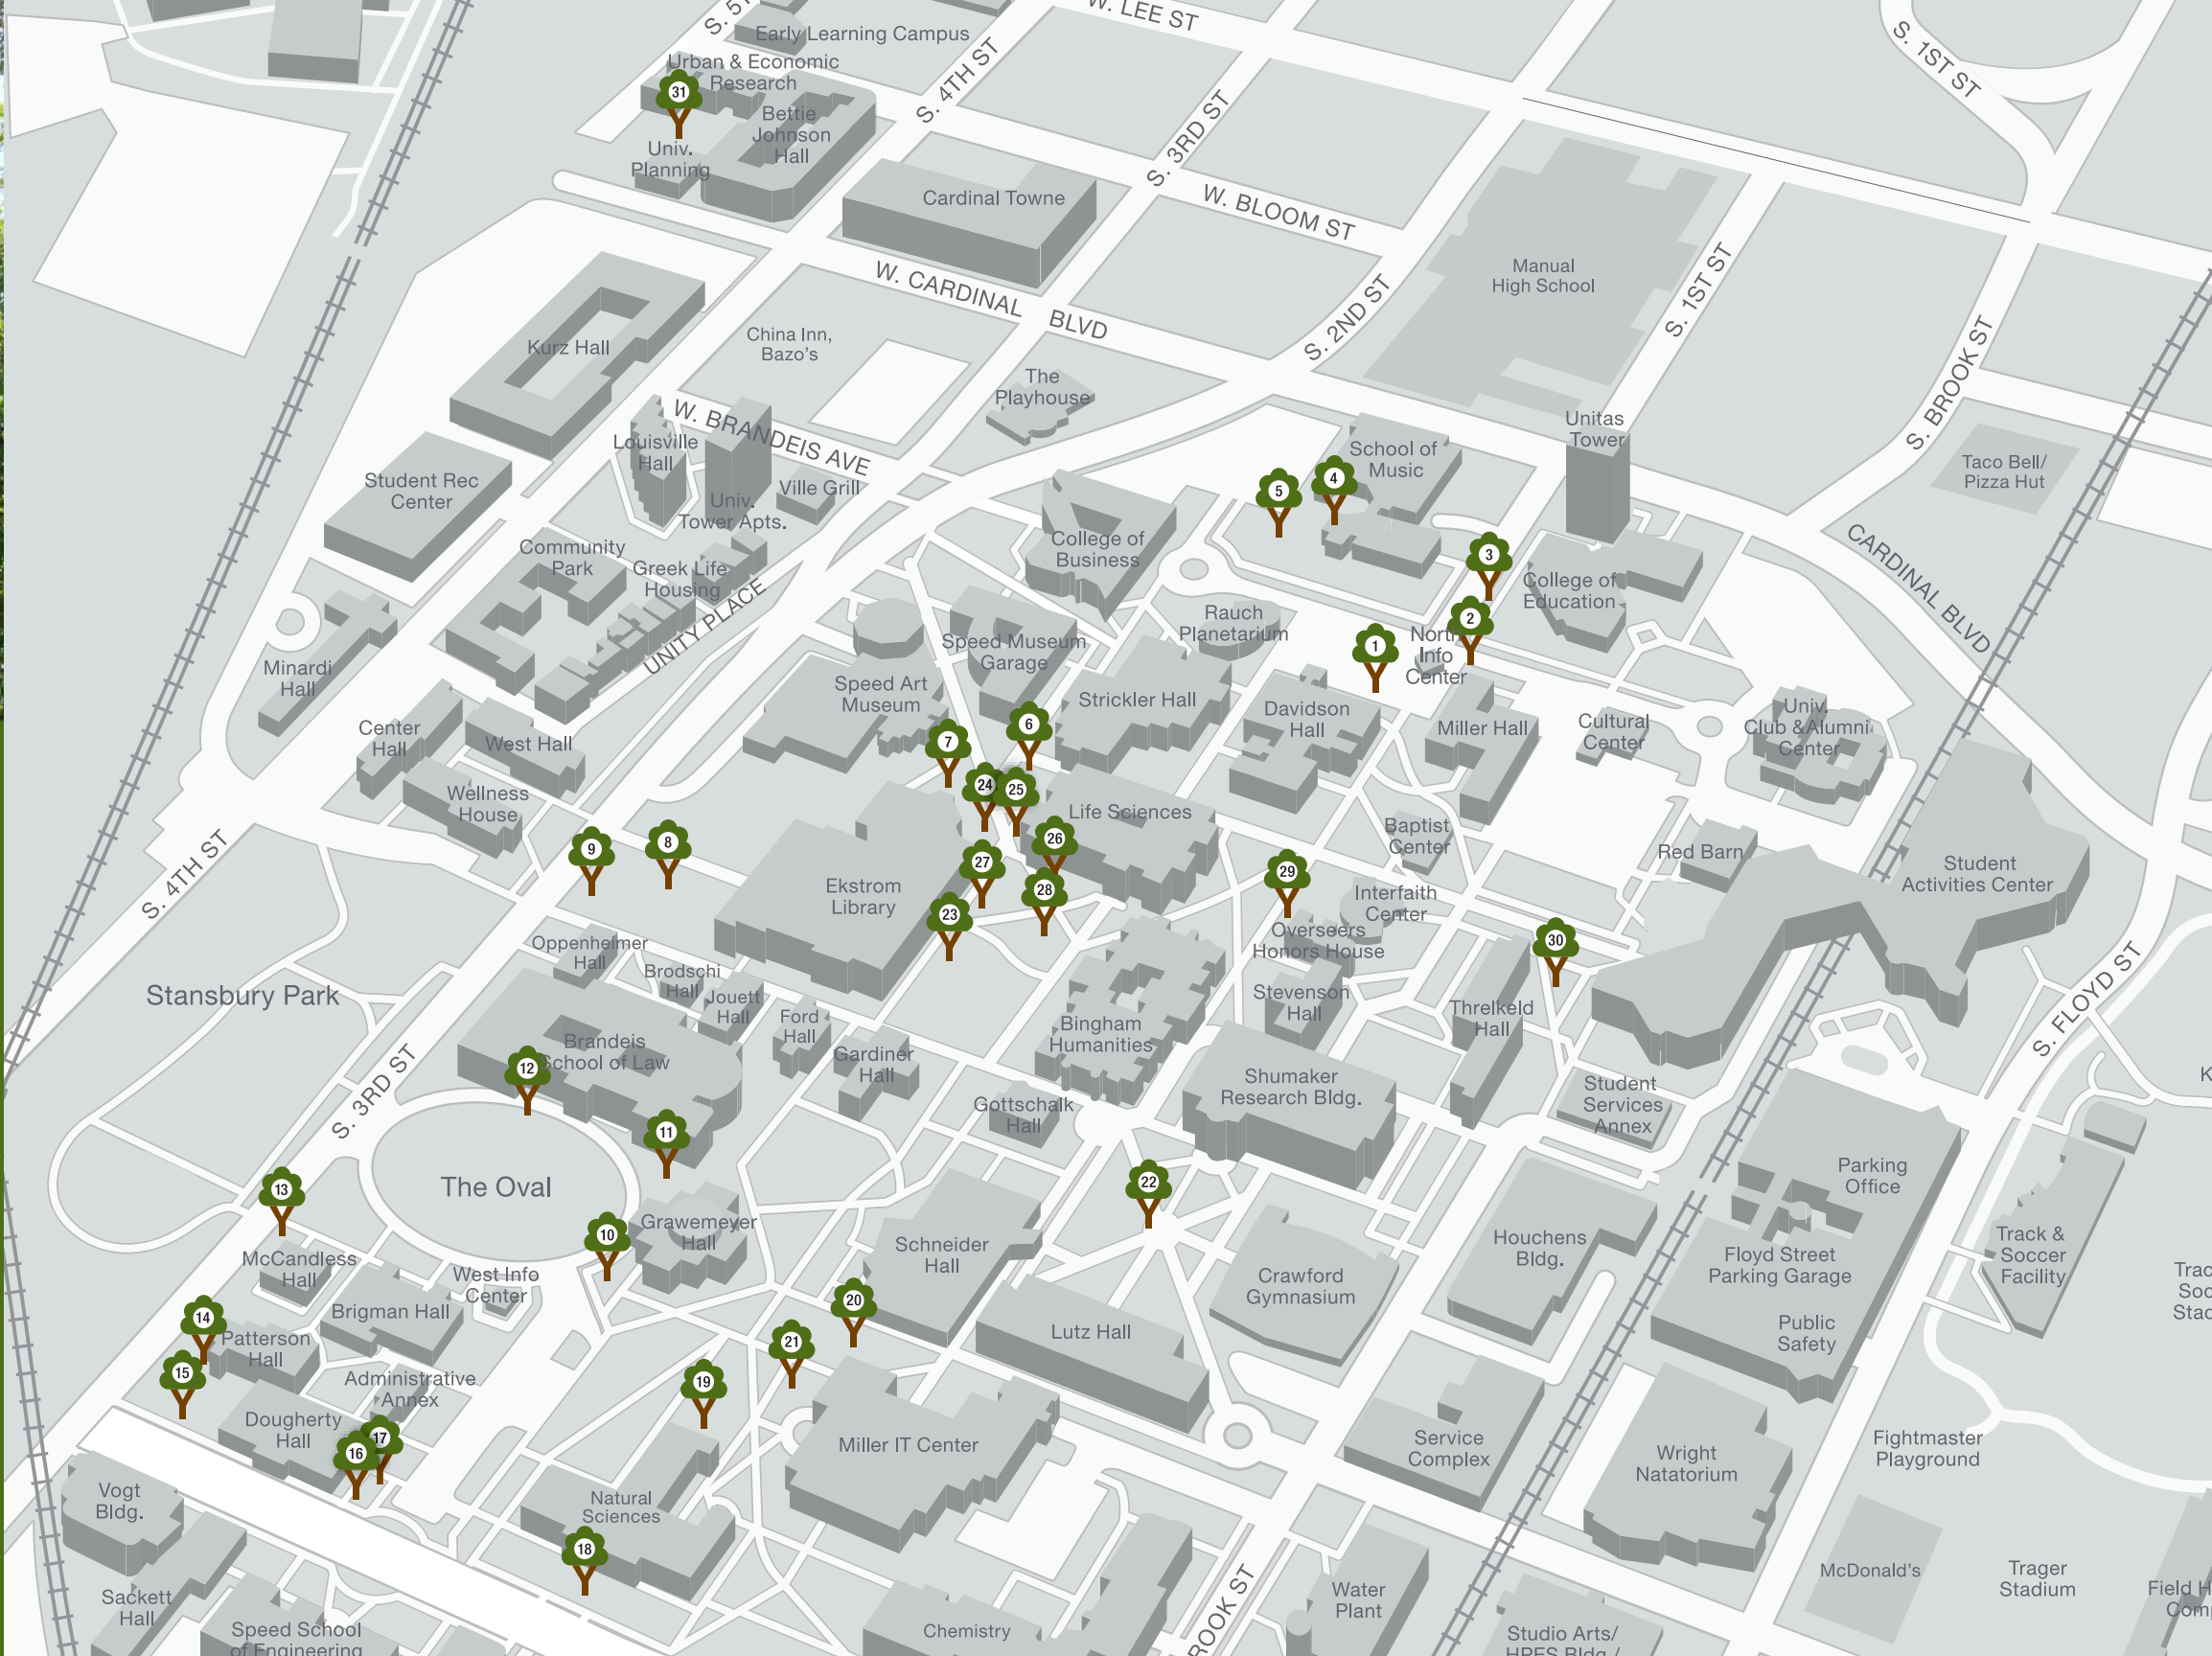 W. LEE ST
S. 1ST ST
Early Learning Campus
Urban & Economic
Research
31
S. 4TH ST
Bettie
Johnson
Hall
Univ.
Planning
S. 3RD ST
Cardinal Towne
W. BLOOM ST
Manual
High School
S. 1ST ST
W. CARDINAL BLVD
S. 2ND ST
China Inn,
Bazo's
Kurz Hall
The
Playhouse
S. BROOK ST
W. BRANDEIS AVE
Louisville
Hall
Unitas
Tower
School of
Music
Taco Bell/
Pizza Hut
Student Rec
Center
Ville Grill
Univ.
Tower Apts.
5
4
3
College of
Business
Community
Park
Greek Life
Housing
College of
Education
CARDINAL BLVD
UNITY PLACE
Rauch
Planetarium
2
1
North
Info
Center
Speed Museum
Garage
Minardi
Hall
Speed Art
Museum
Strickler Hall
Davidson
Hall
Miller Hall
Cultural
Center
Univ.
Club & Alumni
Center
Center
Hall
West Hall
7
6
24
25
Wellness
House
Life Sciences
Baptist
Center
Red Barn
9
8
26
27
28
29
S. 4TH ST
Ekstrom
Library
23
Interfaith
Center
Student
Activities Center
Overseers
Honors House
30
Oppenheimer
Hall
Brodschi
Hall
Jouett
Hall
Stansbury Park
Ford
Hall
Stevenson
Hall
Threlkeld
Hall
S. FLOYD ST
Bingham
Humanities
Brandeis
School of Law
Gardiner
Hall
12
S. 3RD ST
Shumaker
Research Bldg.
Student
Services
Annex
Gottschalk
Hall
11
The Oval
13
22
Parking
Office
10
Grawemeyer
Hall
Schneider
Hall
Houchens
Bldg.
Track &
Soccer
Facility
McCandless
Hall
West Info
Center
Crawford
Gymnasium
Floyd Street
Parking Garage
Brigman Hall
20
14
Patterson
Hall
21
Lutz Hall
Public
Safety
15
Administrative
Annex
19
Dougherty
Hall
17
16
Miller IT Center
Service
Complex
Wright
Natatorium
Fightmaster
Playground
Vogt
Bldg.
Natural
Sciences
18
McDonald's
Trager
Stadium
Sackett
Hall
Water
Plant
Speed School
of Engineering
Chemistry
Studio Arts/